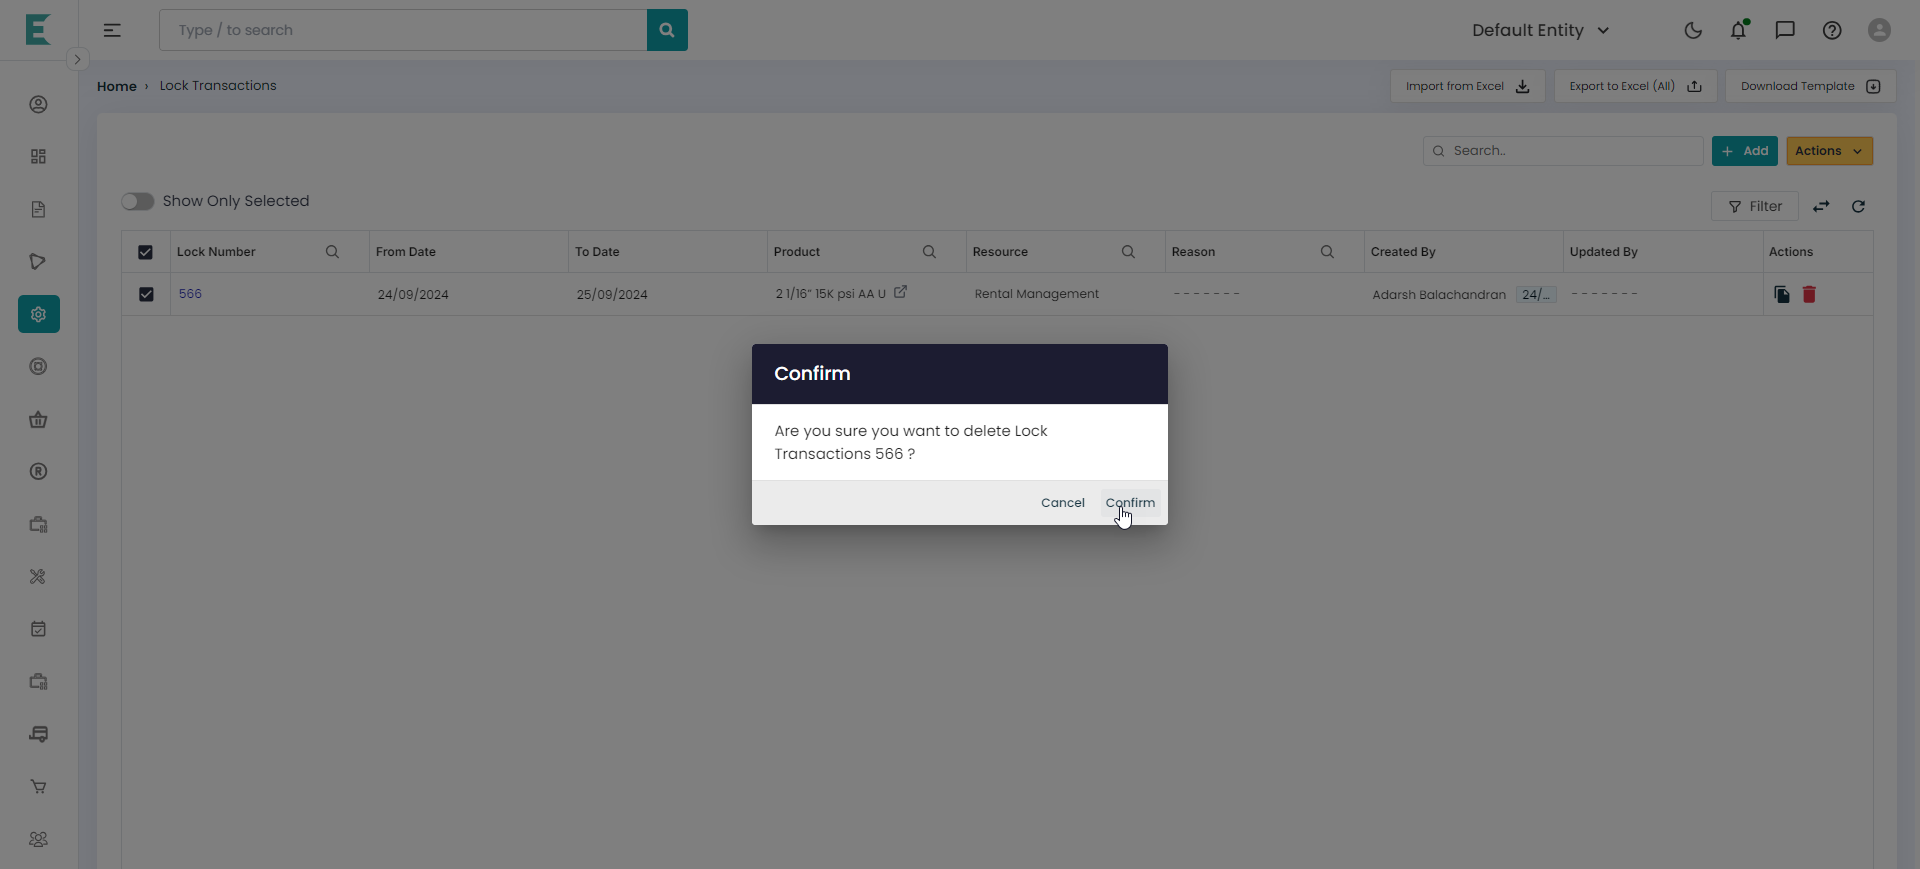 E
Type / to search
Default Entity
Home › Lock Transactions
Import from Excel
Export to Excel (All)
Download Template
Search..
+ Add
Actions
Show Only Selected
Filter
Lock Number
From Date
To Date
Product
Resource
Reason
Created By
Updated By
Actions
566
24/09/2024
25/09/2024
2 1/16" 15K psi AA U
Rental Management
-------
Adarsh Balachandran
24/...
-------
Confirm
Are you sure you want to delete Lock
Transactions 566 ?
Cancel
Confirm